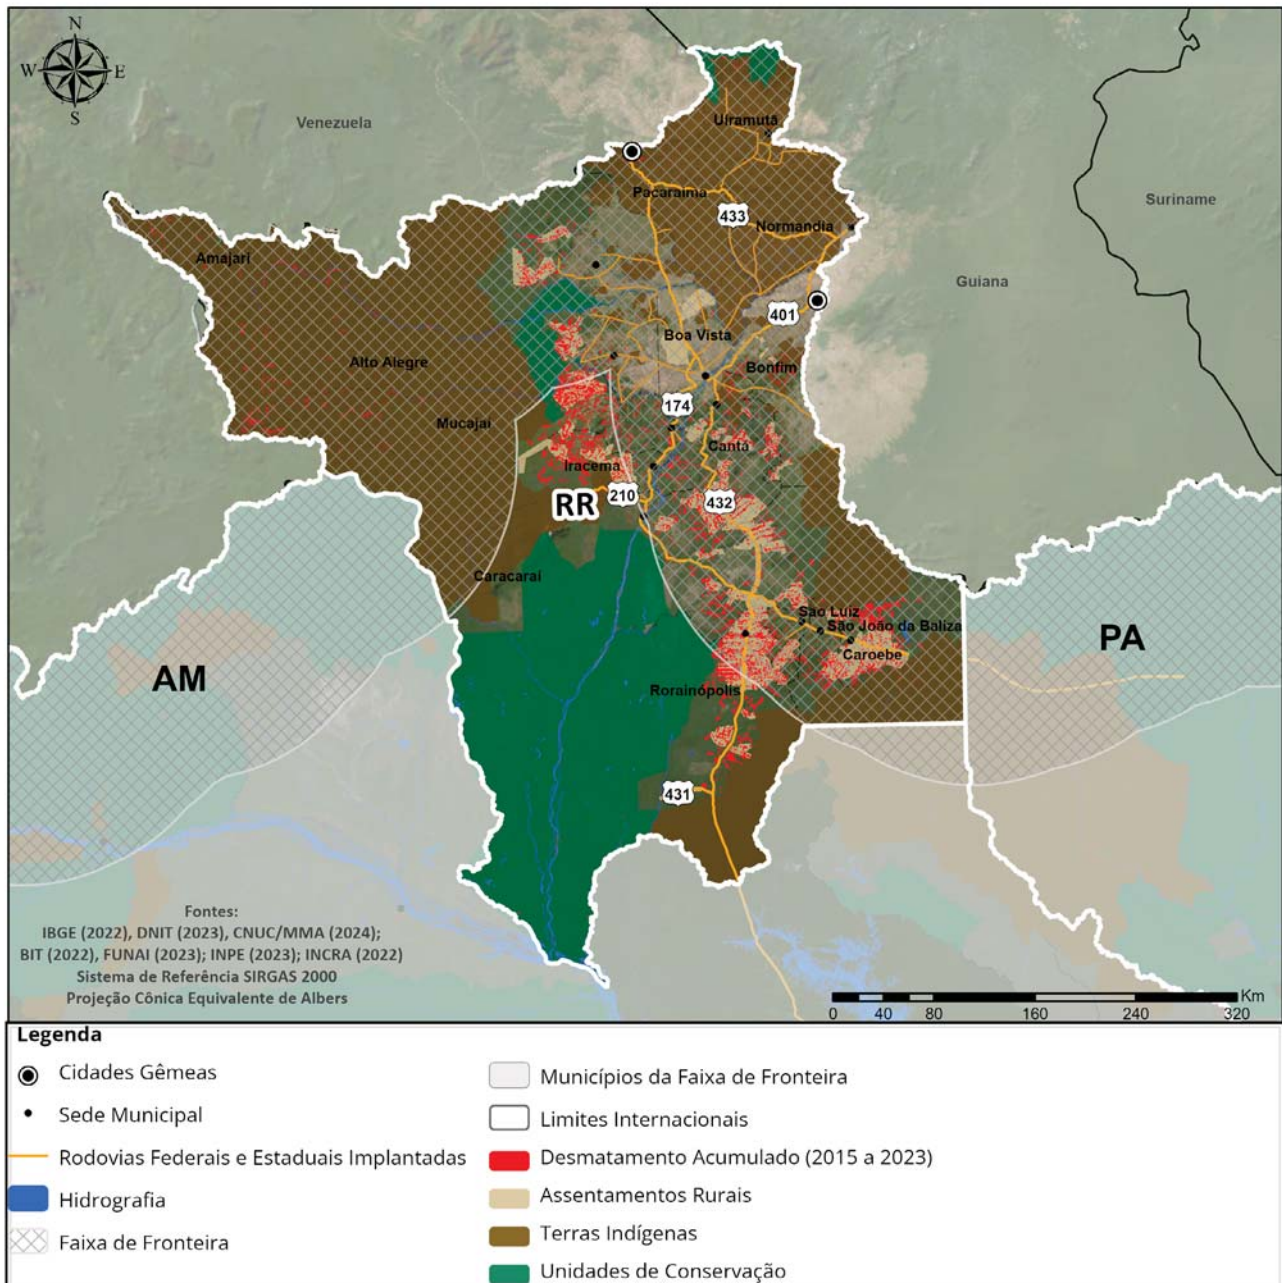 N
W E
S
Venezuela
Uiramutã
Pacaraima
Suriname
433
Normandia
Amajari
Guiana
401
Boa Vista
Alto Alegre
Bonfim
174
Mucajaí
Cantá
Iracema
210
432
RR
Caracaraí
São Luiz
São João da Baliza
PA
Caroebe
AM
Rorainópolis
431
Fontes:
IBGE (2022), DNIT (2023), CNUC/MMA (2024);
BIT (2022), FUNAI (2023); INPE (2023); INCRA (2022)
Sistema de Referência SIRGAS 2000
Projeção Cônica Equivalente de Albers
Km
0 40 80 160 240 320
Legenda
Cidades Gêmeas
Sede Municipal
Rodovias Federais e Estaduais Implantadas
Hidrografia
Faixa de Fronteira
Municípios da Faixa de Fronteira
Limites Internacionais
Desmatamento Acumulado (2015 a 2023)
Assentamentos Rurais
Terras Indígenas
Unidades de Conservação